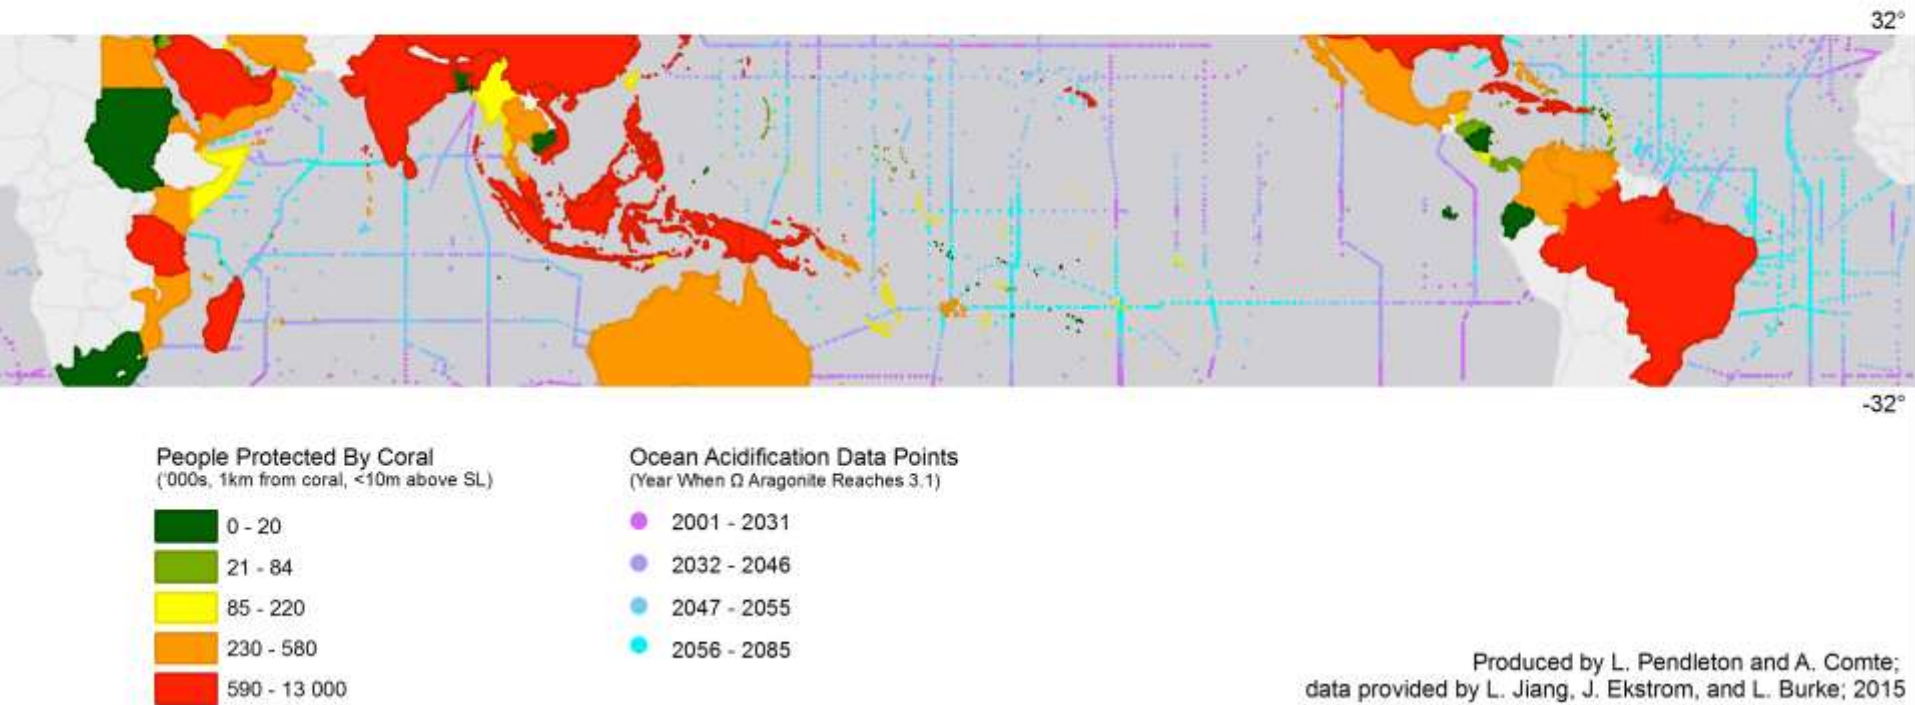 32°
-32°
People Protected By Coral
('000s, 1km from coral, <10m above SL)
0 - 20
21 - 84
85 - 220
230 - 580
590 - 13 000
Ocean Acidification Data Points
(Year When Ω Aragonite Reaches 3.1)
2001 - 2031
2032 - 2046
2047 - 2055
2056 - 2085
Produced by L. Pendleton and A. Comte;
data provided by L. Jiang, J. Ekstrom, and L. Burke; 2015